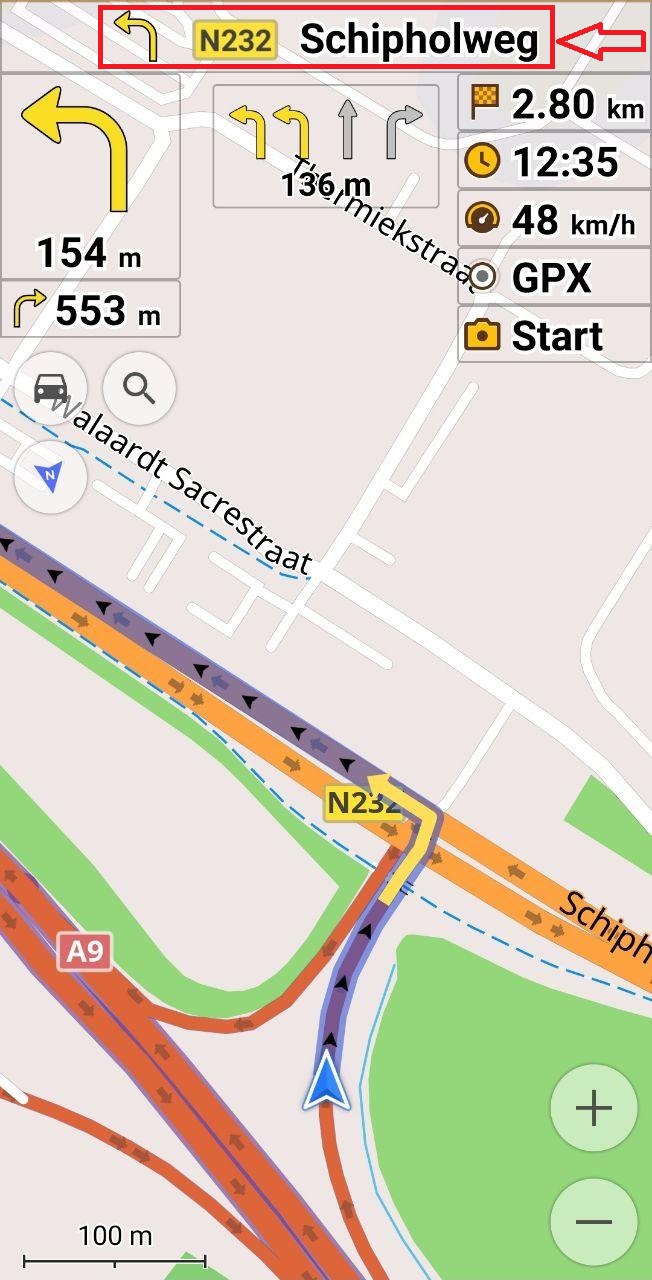 N232 Schipholweg
154 m
136 m
2.80 km
12:35
48 km/h
GPX
Start
553 m
Thermiekstraat
Walaardt Sacrestraat
N
N232
Schiph
A9
100 m